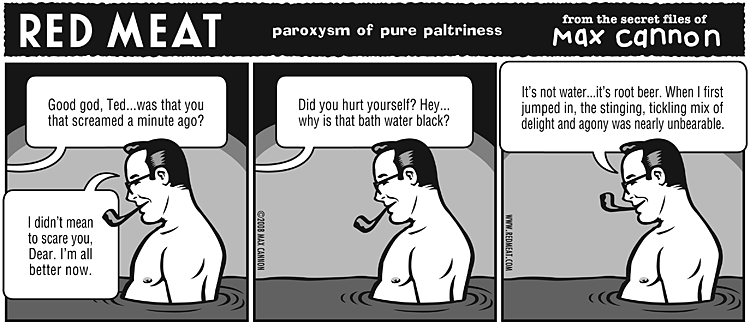 RED MEAT
paroxysm of pure paltriness
from the secret files of
Max cannon
Good god, Ted...was that you
that screamed a minute ago?
I didn't mean
to scare you,
Dear. I'm all
better now.
Did you hurt yourself? Hey...
why is that bath water black?
©2008 MAX CANNON
It's not water...it's root beer. When I first
jumped in, the stinging, tickling mix of
delight and agony was nearly unbearable.
WWW.REDMEAT.COM